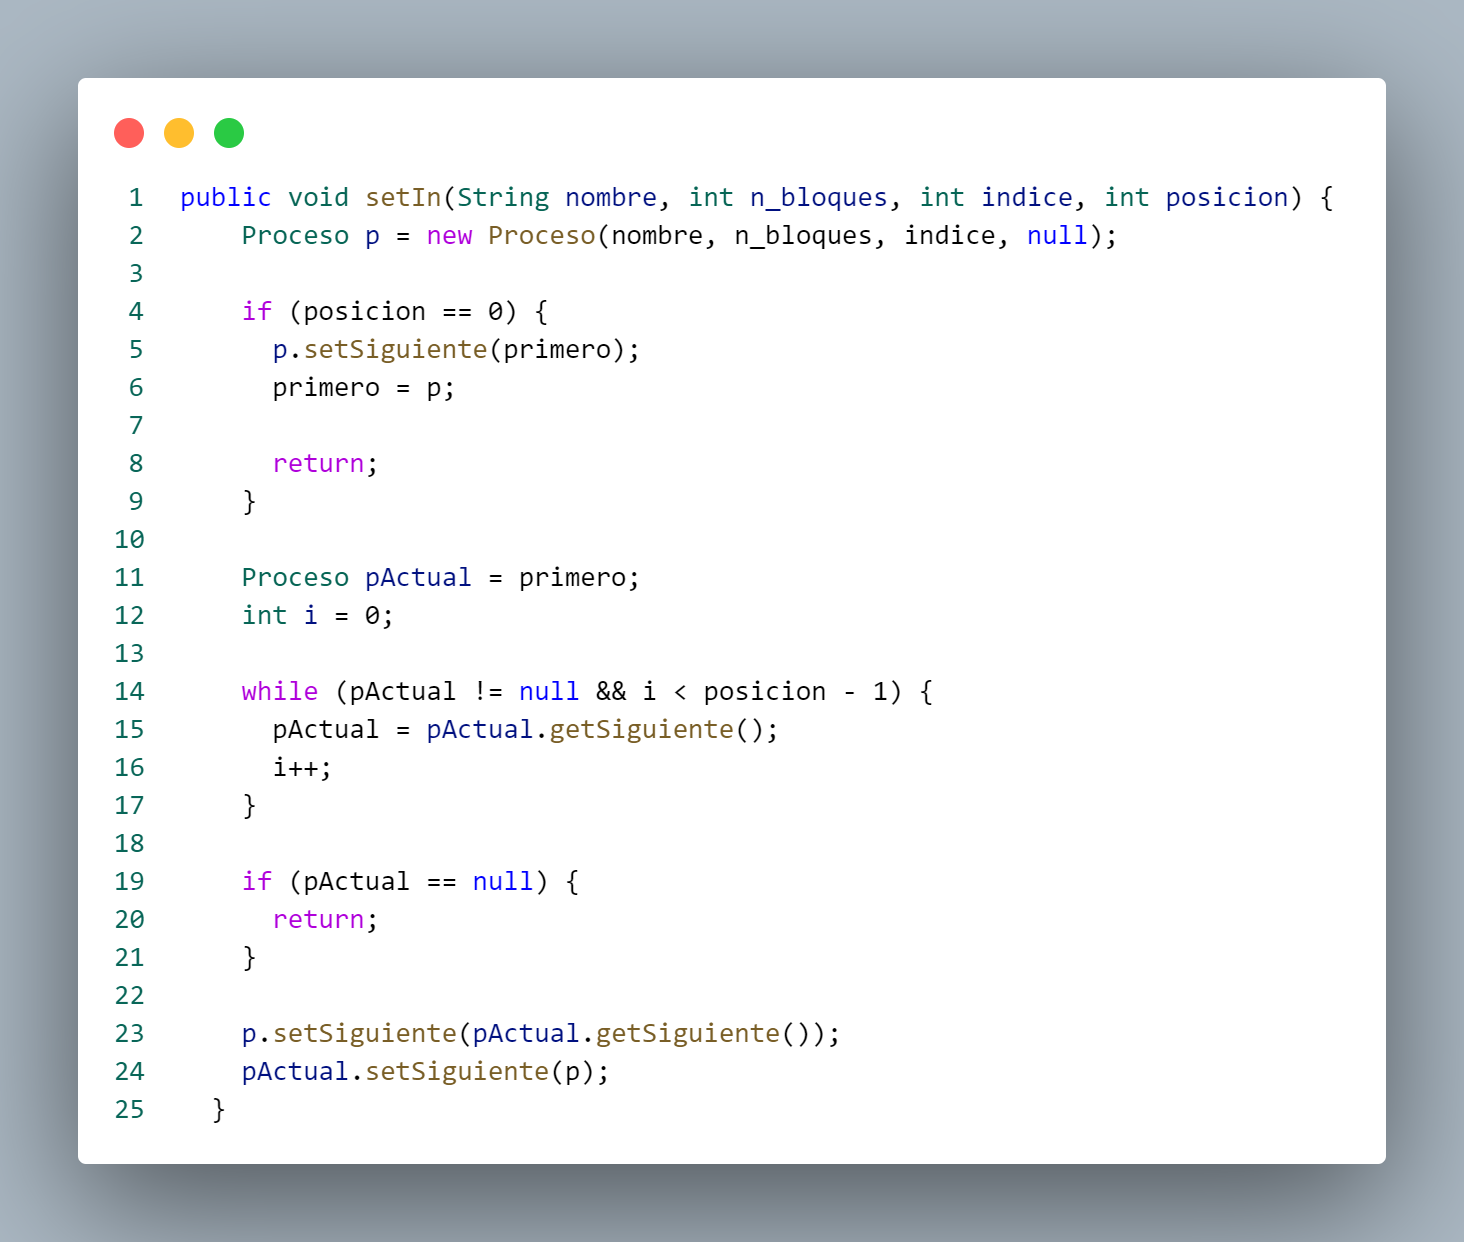 1 public void setIn(String nombre, int n_bloques, int indice, int posicion) {
2 Proceso p = new Proceso(nombre, n_bloques, indice, null);
3
4 if (posicion == 0) {
5 p.setSiguiente(primero);
6 primero = p;
7
8 return;
9 }
10
11 Proceso pActual = primero;
12 int i = 0;
13
14 while (pActual != null && i < posicion - 1) {
15 pActual = pActual.getSiguiente();
16 i++;
17 }
18
19 if (pActual == null) {
20 return;
21 }
22
23 p.setSiguiente(pActual.getSiguiente());
24 pActual.setSiguiente(p);
25 }